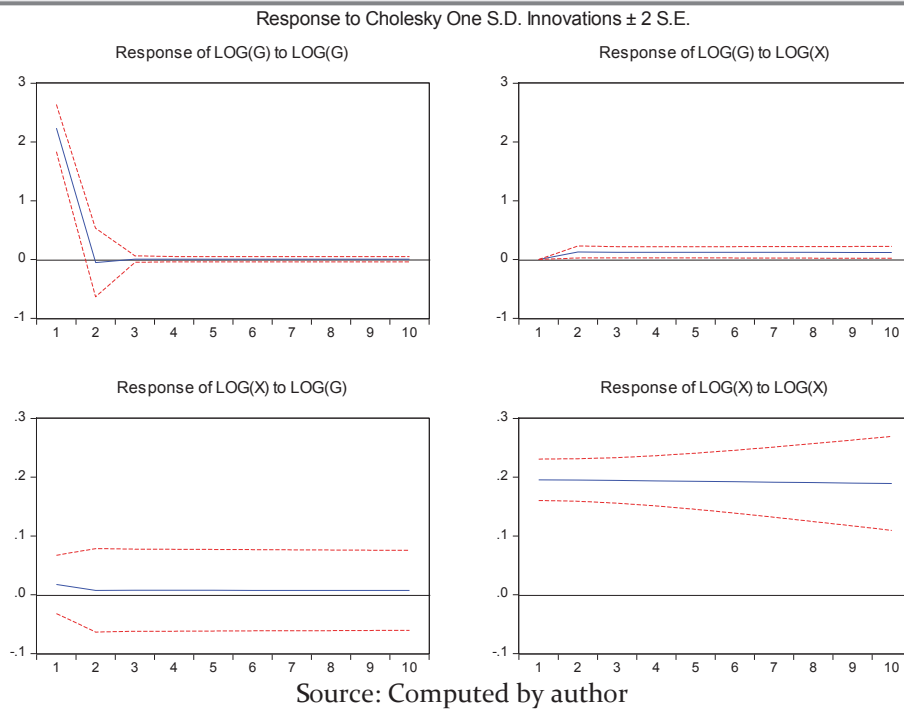 Response to Cholesky One S.D. Innovations ± 2 S.E.
Response of LOG(G) to LOG(G)
3
2
1
0
-1
1 2 3 4 5 6 7 8 9 10
Response of LOG(G) to LOG(X)
3
2
1
0
-1
1 2 3 4 5 6 7 8 9 10
Response of LOG(X) to LOG(G)
.3
.2
.1
.0
-.1
1 2 3 4 5 6 7 8 9 10
Response of LOG(X) to LOG(X)
.3
.2
.1
.0
-.1
1 2 3 4 5 6 7 8 9 10
Source: Computed by author